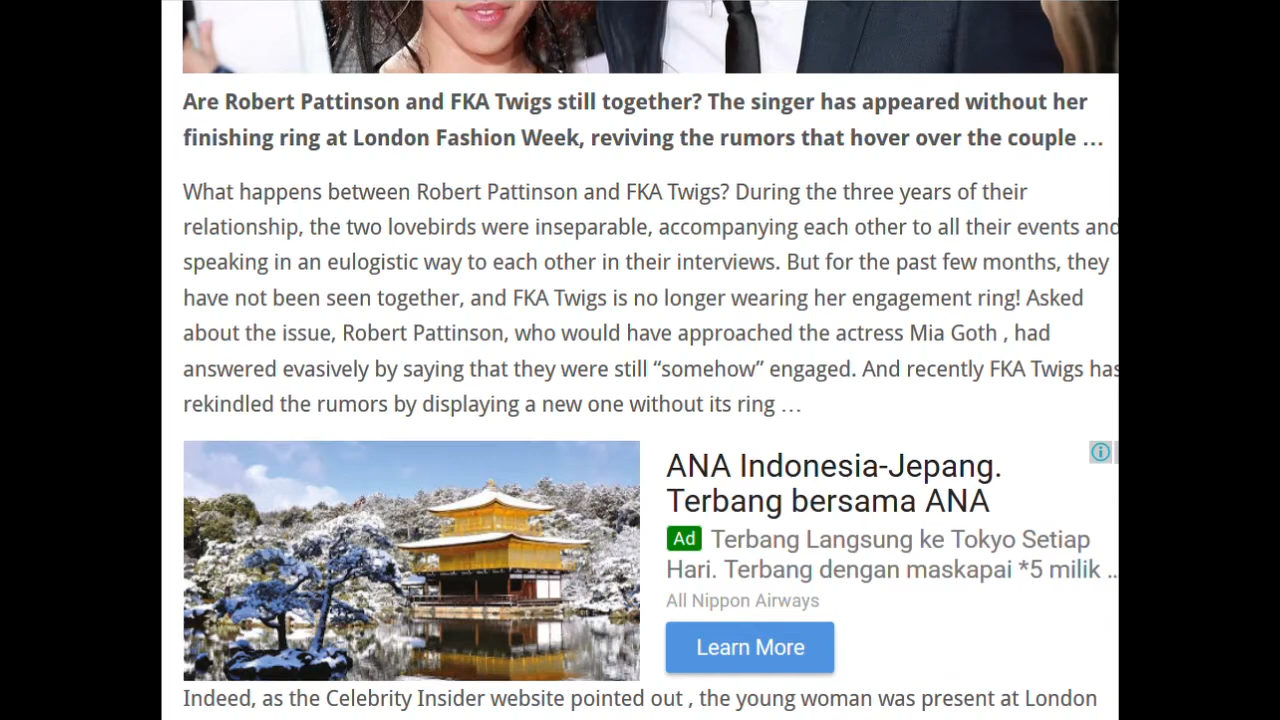 Are Robert Pattinson and FKA Twigs still together? The singer has appeared without her
finishing ring at London Fashion Week, reviving the rumors that hover over the couple …
What happens between Robert Pattinson and FKA Twigs? During the three years of their
relationship, the two lovebirds were inseparable, accompanying each other to all their events and
speaking in an eulogistic way to each other in their interviews. But for the past few months, they
have not been seen together, and FKA Twigs is no longer wearing her engagement ring! Asked
about the issue, Robert Pattinson, who would have approached the actress Mia Goth , had
answered evasively by saying that they were still “somehow” engaged. And recently FKA Twigs has
rekindled the rumors by displaying a new one without its ring …
ANA Indonesia-Jepang.
Terbang bersama ANA
Ad Terbang Langsung ke Tokyo Setiap
Hari. Terbang dengan maskapai *5 milik ..
All Nippon Airways
Learn More
Indeed, as the Celebrity Insider website pointed out , the young woman was present at London